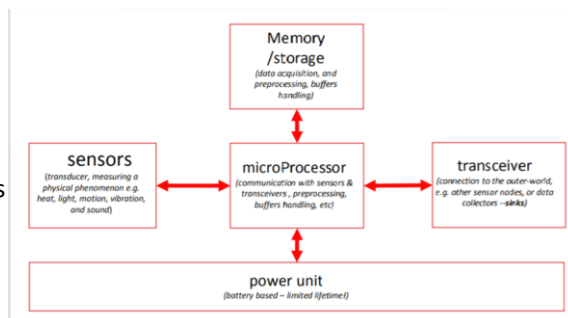 Memory
/storage
(data acquisition, and
preprocessing, buffers
handling)
sensors
(transducer, measuring a
physical phenomenon e.g.
heat, light, motion, vibration,
and sound)
s
microProcessor
(communication with sensors &
transceivers , preprocessing,
buffers handling, etc)
transceiver
(connection to the outer-world,
e.g. other sensor nodes, or data
collectors --sinks)
power unit
(battery based – limited lifetime!)